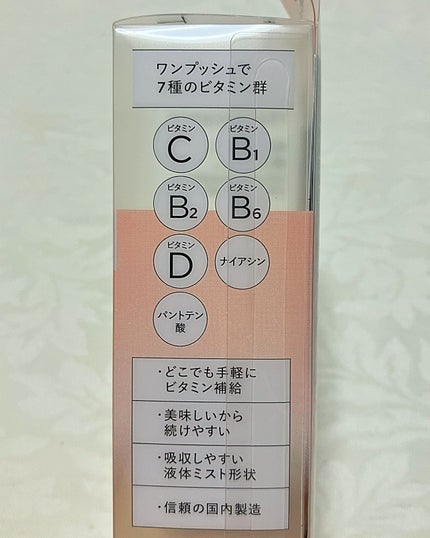 ワンプッシュで
7種のビタミン群
ビタミン ビタミン
C B1
ビタミン ビタミン
B2 B6
ビタミン
D ナイアシン
パントテン
酸
・どこでも手軽に
ビタミン補給
・美味しいから
続けやすい
・吸収しやすい
液体ミスト形状
・信頼の国内製造